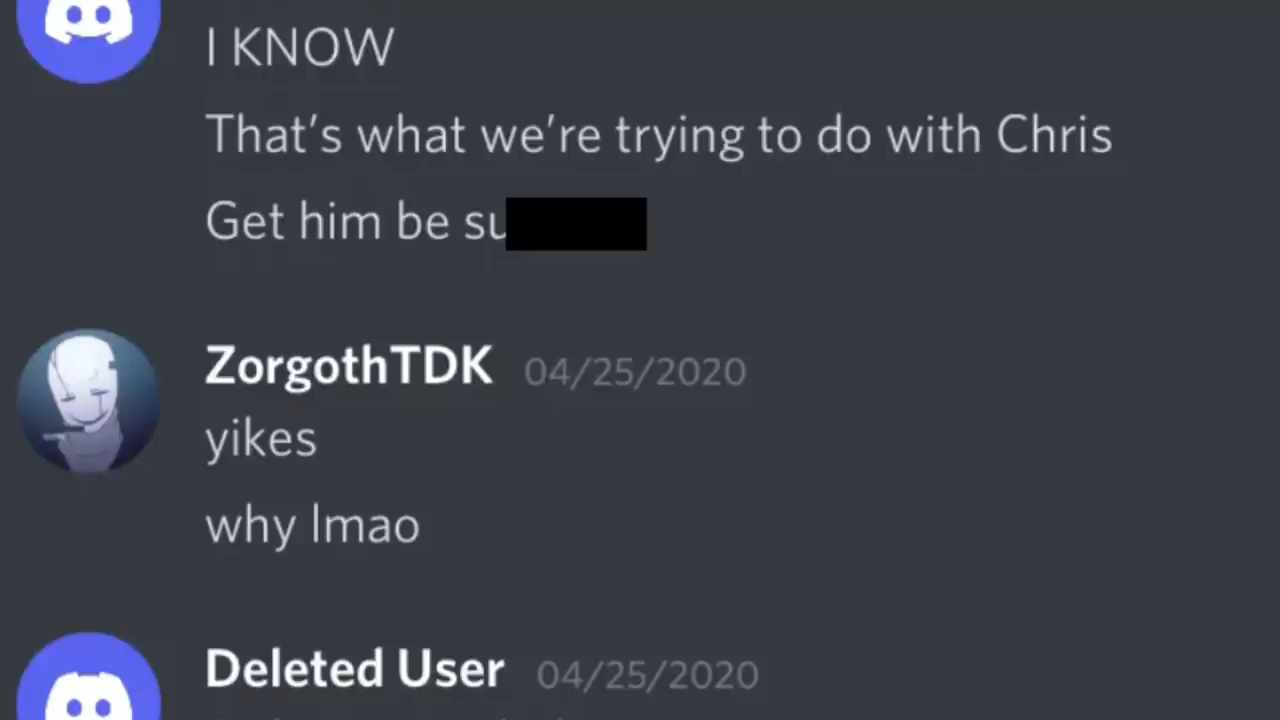 I KNOW
That's what we're trying to do with Chris
Get him be su
ZorgothTDK 04/25/2020
yikes
why lmao
Deleted User 04/25/2020